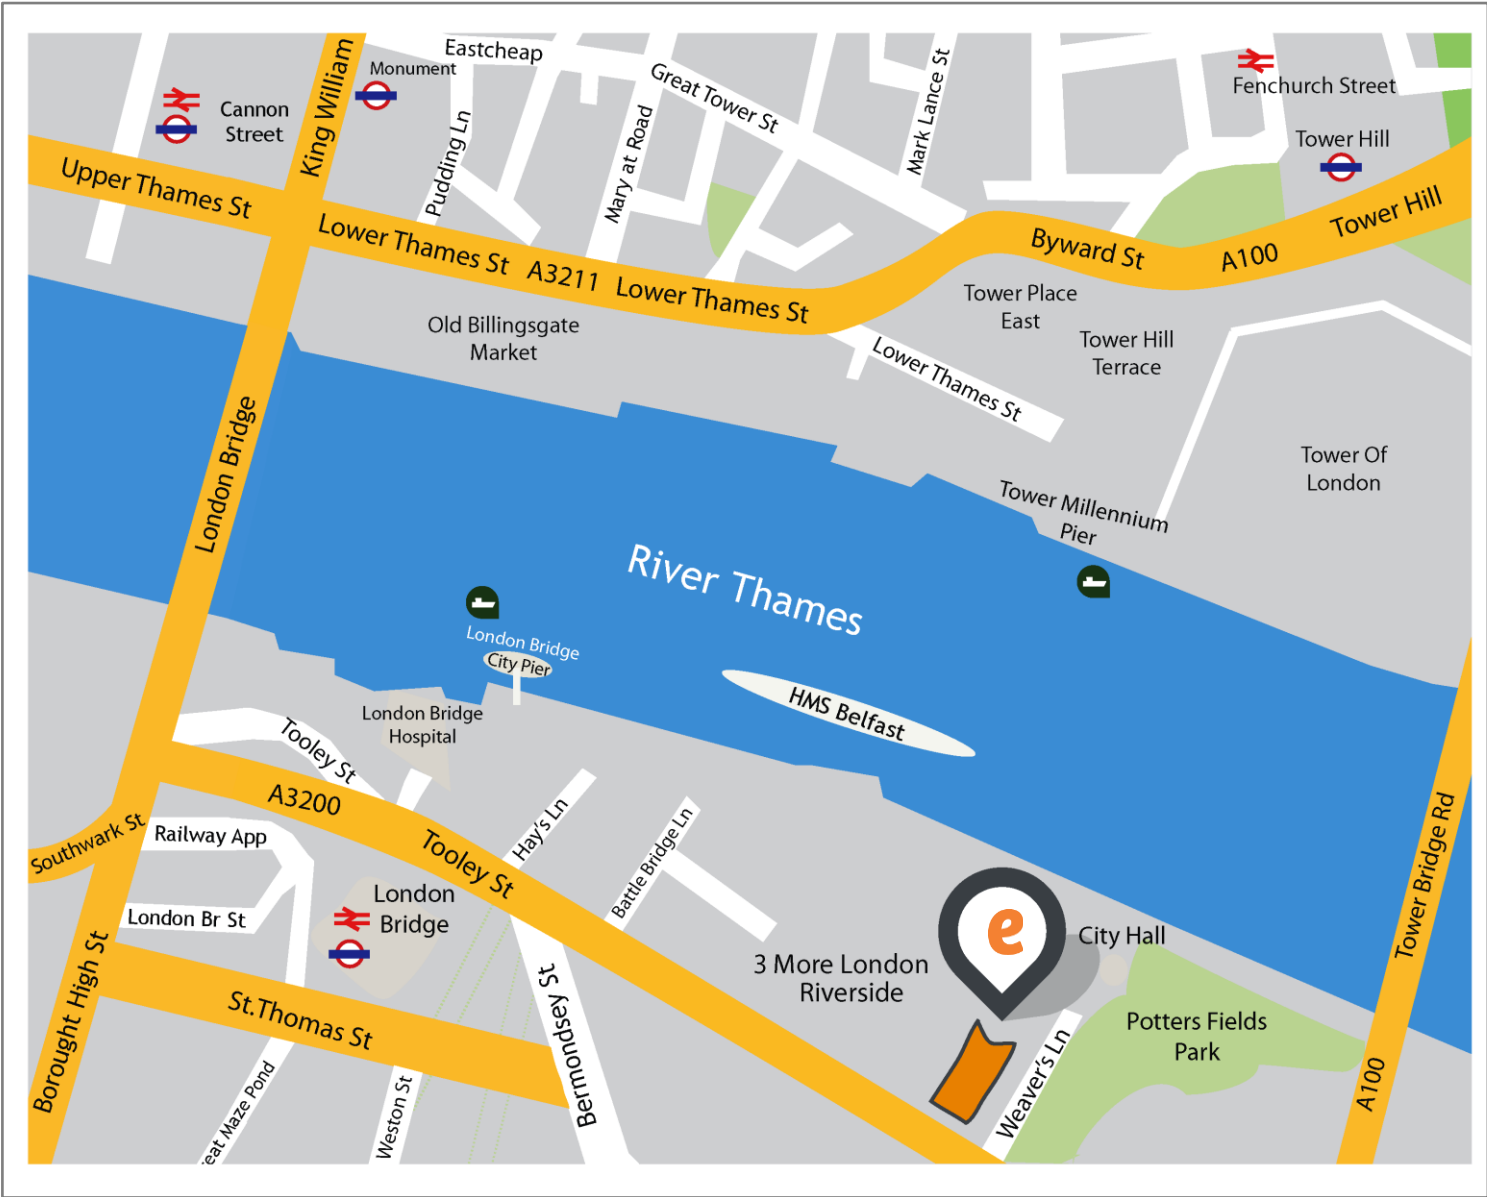 Eastcheap
Monument
King William
Cannon
Street
Great Tower St
Mark Lance St
Fenchurch Street
Tower Hill
Pudding Ln
Mary at Road
Upper Thames St
Lower Thames St
A3211
Lower Thames St
Byward St
A100
Tower Hill
Old Billingsgate
Market
Tower Place
East
Tower Hill
Terrace
Lower Thames St
London Bridge
Tower Of
London
Tower Millennium
Pier
River Thames
London Bridge
City Pier
HMS Belfast
London Bridge
Hospital
Tooley St
A3200
Tooley St
Hay's Ln
Battle Bridge Ln
Southwark St
Railway App
London Br St
London
Bridge
Borought High St
St.Thomas St
Bermondsey St
eat Maze Pond
Weston St
e
3 More London
Riverside
City Hall
Weaver's Ln
Potters Fields
Park
Tower Bridge Rd
A100